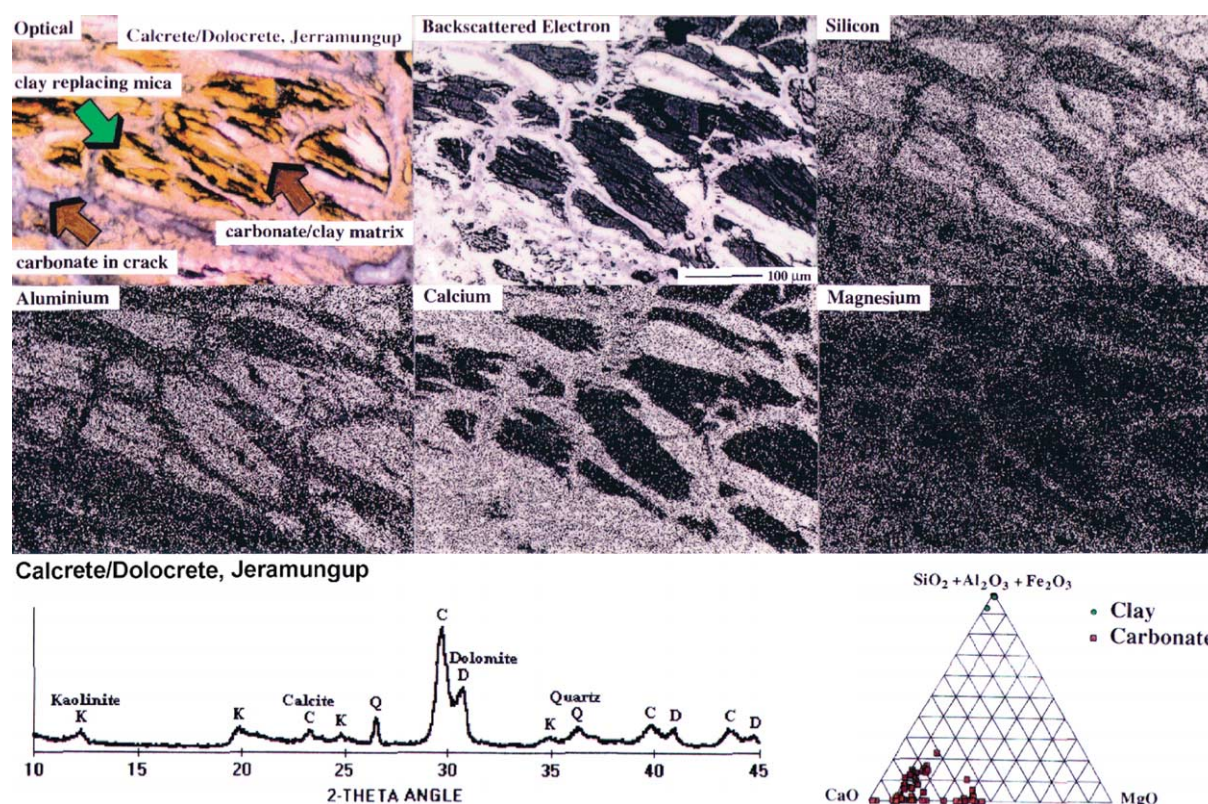 Optical
Calcrete/Dolocrete, Jerramungup
clay replacing mica
carbonate/clay matrix
carbonate in crack
Backscattered Electron
100 µm
Silicon
Aluminium
Calcium
Magnesium
Calcrete/Dolocrete, Jeramungup
C
Dolomite
D
Kaolinite
K
K
Calcite
C
K
Q
Quartz
K
Q
C
D
C
D
10 15 20 25 30 35 40 45
2-THETA ANGLE
SiO₂ +Al₂O₃ + Fe₂O₃
Clay
Carbonate
CaO
MgO